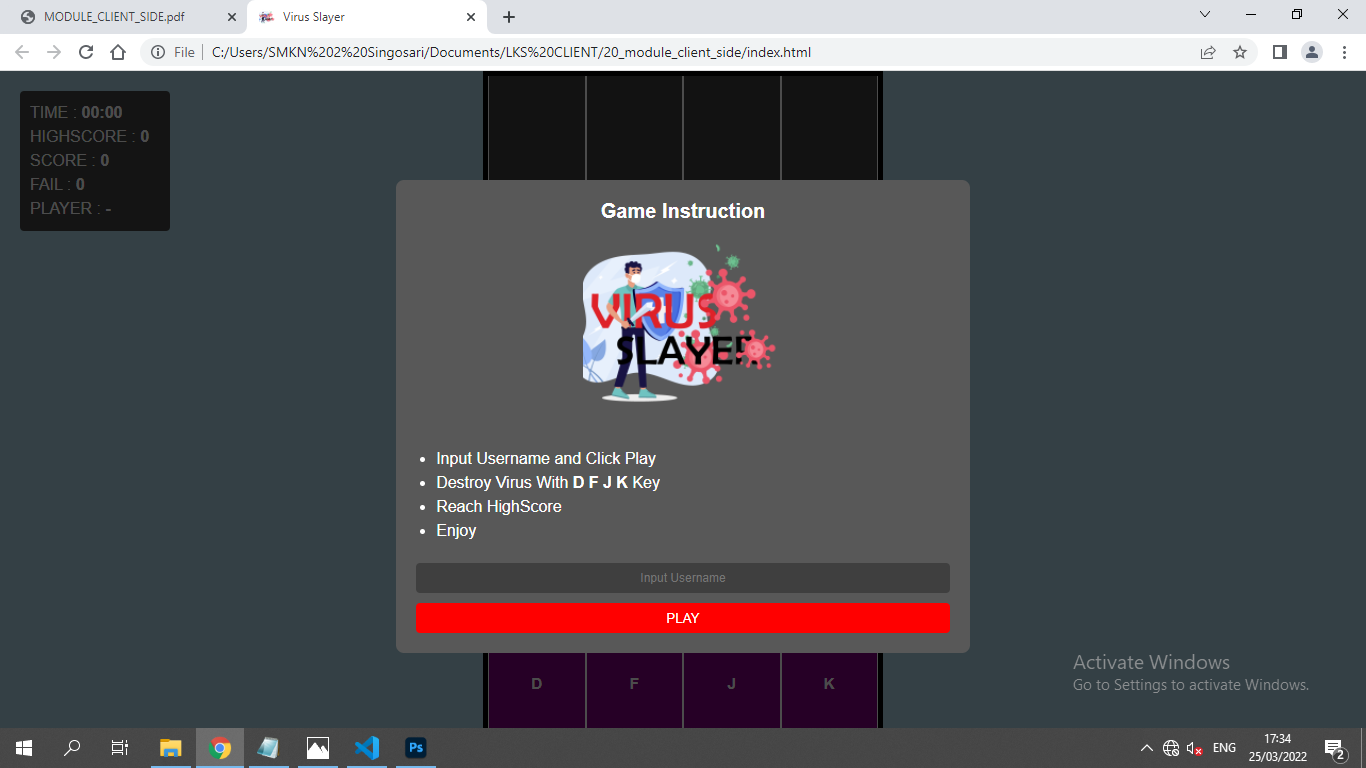 MODULE_CLIENT_SIDE.pdf
Virus Slayer
File
C:/Users/SMKN%202%20Singosari/Documents/LKS%20CLIENT/20_module_client_side/index.html
TIME : 00:00
HIGHSCORE : 0
SCORE : 0
FAIL : 0
PLAYER : -
Game Instruction
VIRUS
SLAYER
Input Username and Click Play
Destroy Virus With D F J K Key
Reach HighScore
Enjoy
Input Username
PLAY
D F J K
Activate Windows
Go to Settings to activate Windows.
Ps
ENG
17:34
25/03/2022
2